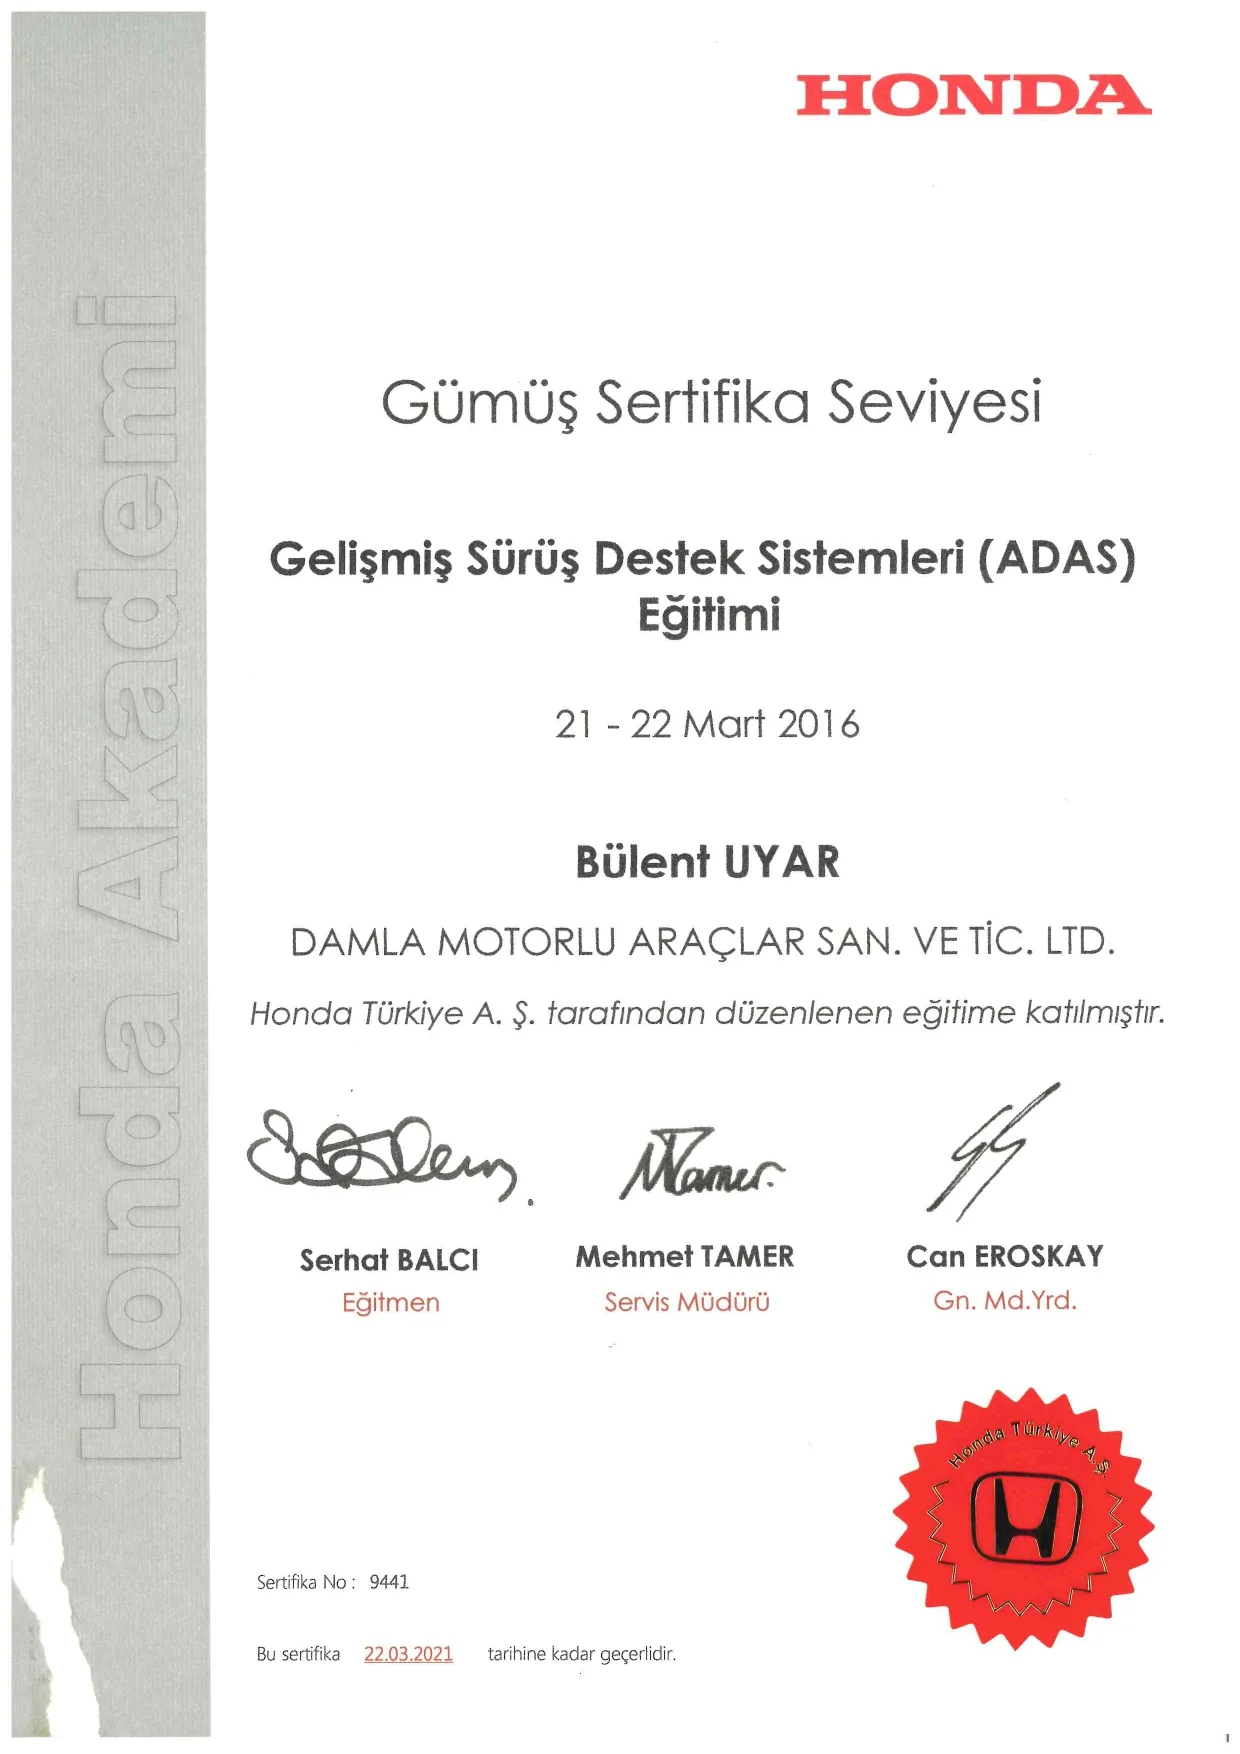 HONDA
Honda Akademi
Gümüş Sertifika Seviyesi
Gelişmiş Sürüş Destek Sistemleri (ADAS)
Eğitimi
21 - 22 Mart 2016
Bülent UYAR
DAMLA MOTORLU ARAÇLAR SAN. VE TİC. LTD.
Honda Türkiye A. Ş. tarafından düzenlenen eğitime katılmıştır.
Serhat BALCI
Mehmet TAMER
Can EROSKAY
Eğitmen
Servis Müdürü
Gn. Md.Yrd.
Honda Türkiye A.Ş.
Sertifika No : 9441
Bu sertifika 22.03.2021 tarihine kadar geçerlidir.